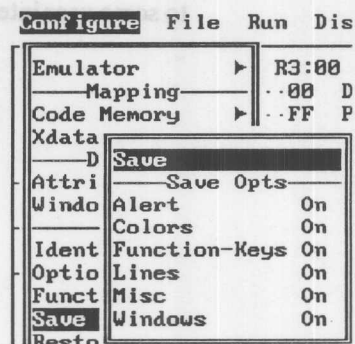 Configure File Run Dis
Emulator ► R3:00
Mapping ··00 D
Code Memory ► ··FF P
Xdata
D Save
Attri Save Opts
Windo Alert On
Colors On
Ident Function-Keys On
Optio Lines On
Funct Misc On
Save Windows On
Resto